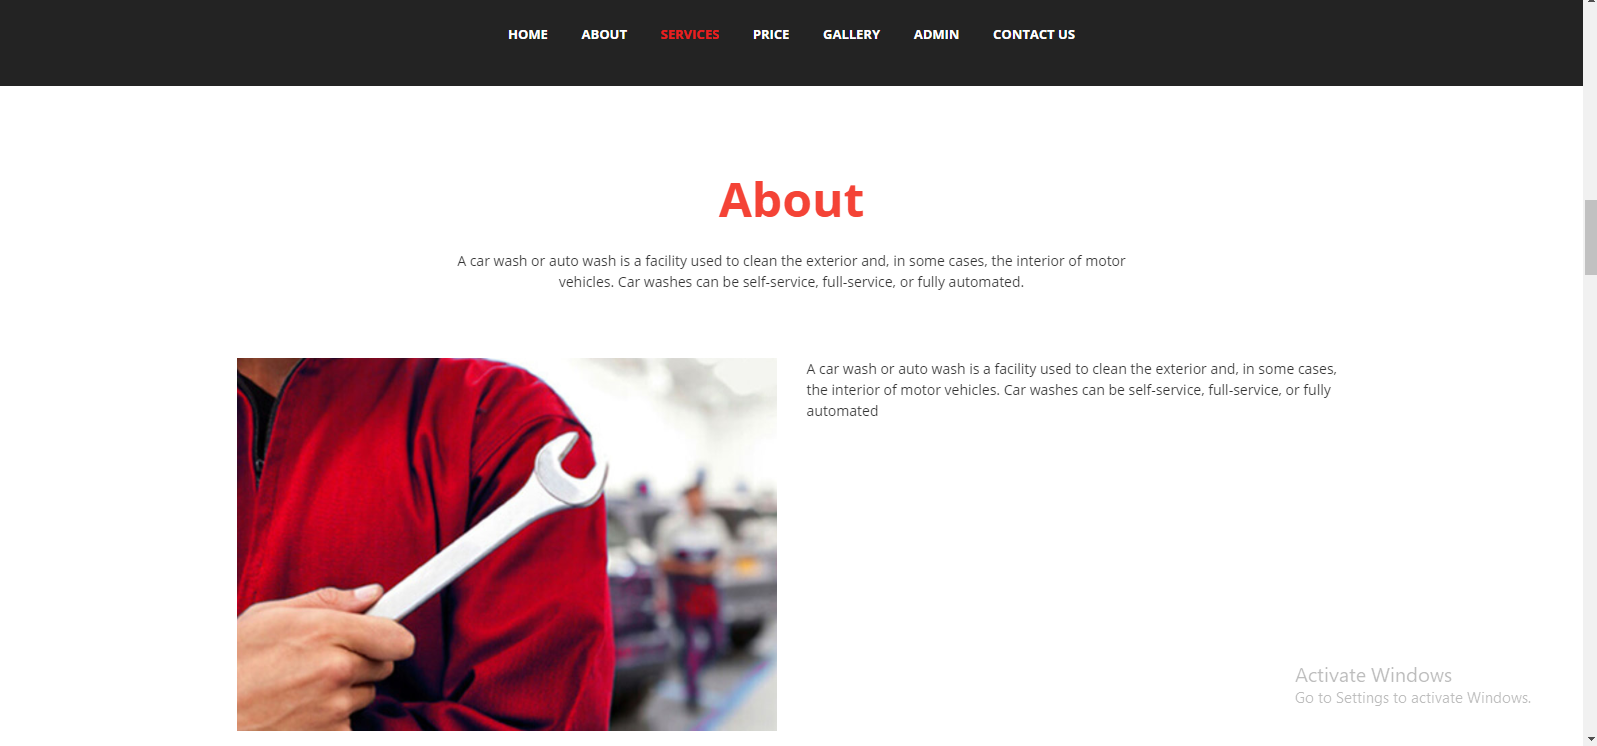 HOME ABOUT SERVICES PRICE GALLERY ADMIN CONTACT US
About
A car wash or auto wash is a facility used to clean the exterior and, in some cases, the interior of motor
vehicles. Car washes can be self-service, full-service, or fully automated.
A car wash or auto wash is a facility used to clean the exterior and, in some cases,
the interior of motor vehicles. Car washes can be self-service, full-service, or fully
automated
Activate Windows
Go to Settings to activate Windows.